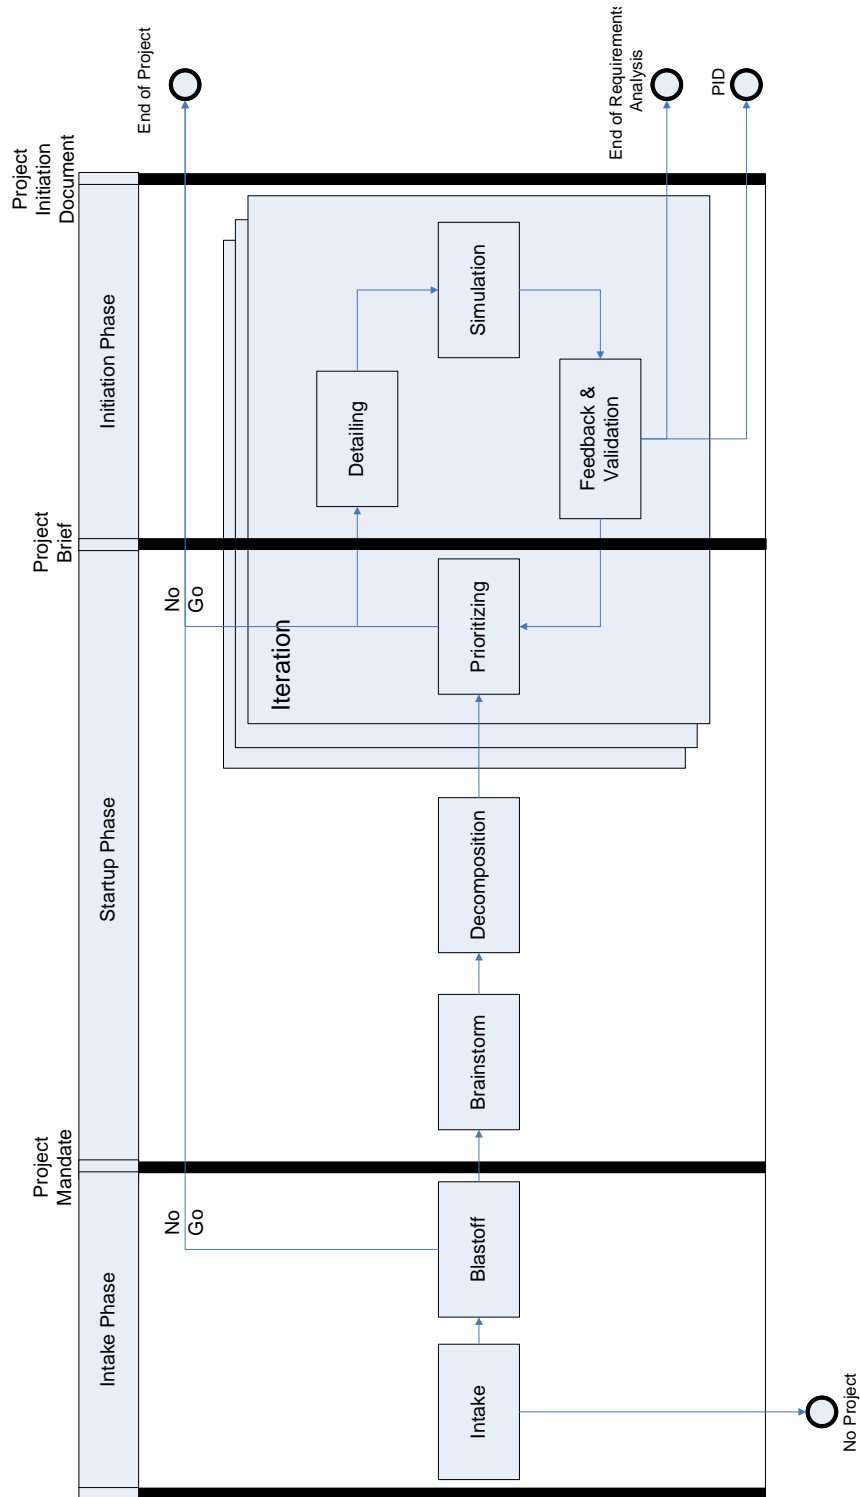 Intake Phase
Project
Mandate
Startup Phase
Project
Brief
Initiation Phase
Project
Initiation
Document
No
Go
No
Go
End of Project
Iteration
Intake
Blastoff
Brainstorm
Decomposition
Prioritizing
Detailing
Simulation
Feedback &
Validation
End of Requirements
Analysis
PID
No Project